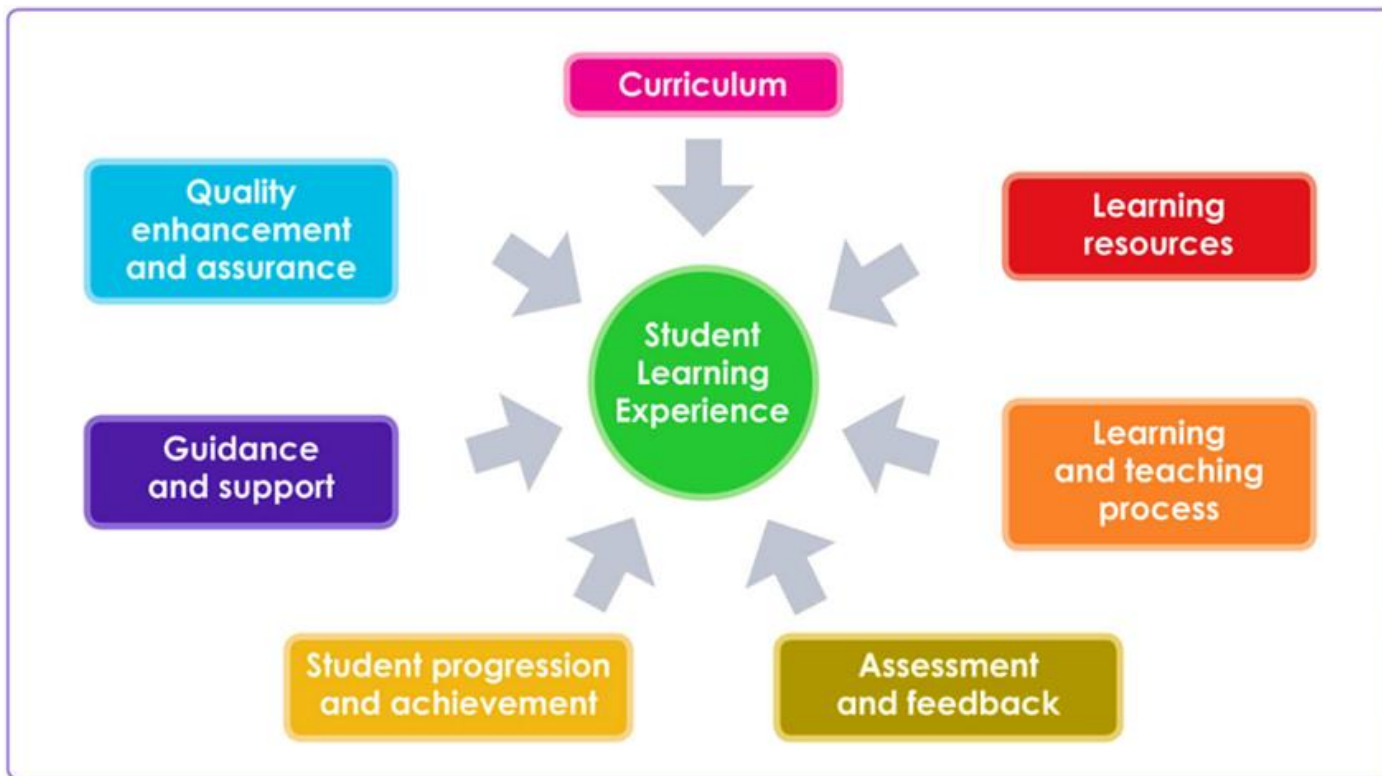 Curriculum
Quality
enhancement
and assurance
Learning
resources
Student
Learning
Experience
Guidance
and support
Learning
and teaching
process
Student progression
and achievement
Assessment
and feedback